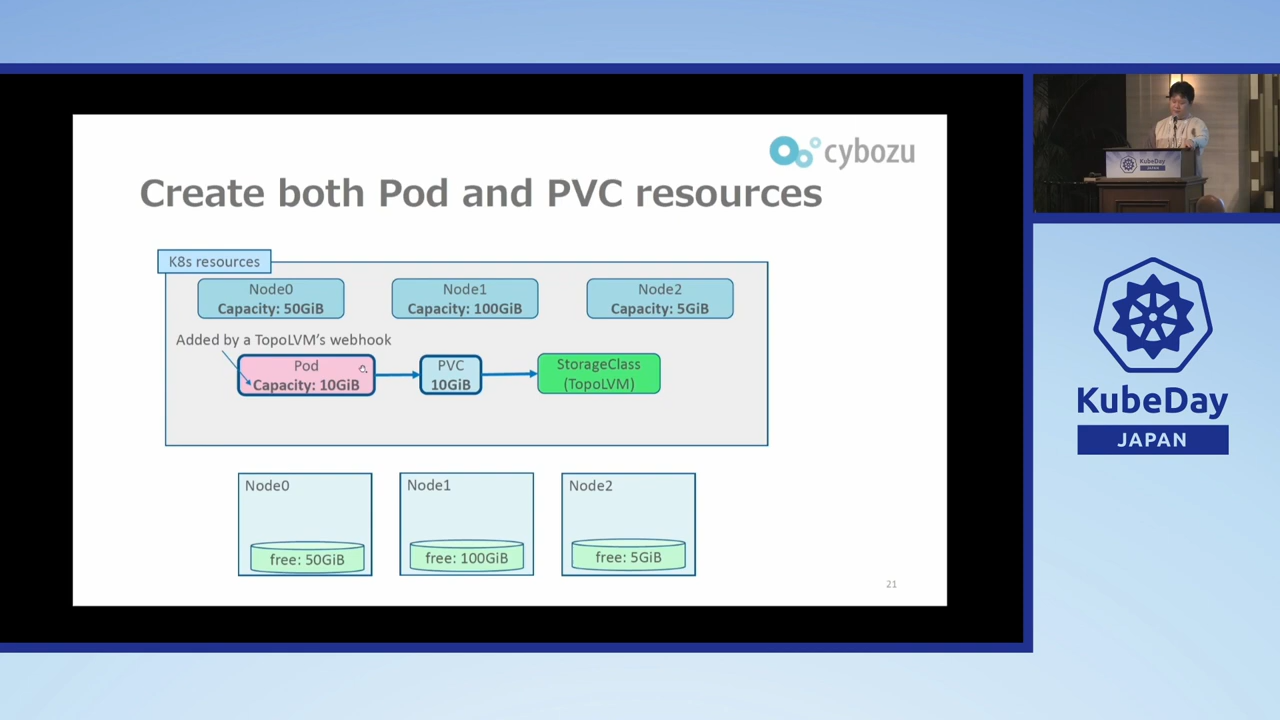 cybozu
Create both Pod and PVC resources
K8s resources
Node0
Capacity: 50GiB
Node1
Capacity: 100GiB
Node2
Capacity: 5GiB
Added by a TopoLVM's webhook
Pod
Capacity: 10GiB
PVC
10GiB
StorageClass
(TopoLVM)
Node0
free: 50GiB
Node1
free: 100GiB
Node2
free: 5GiB
21
KubeDay
JAPAN
KubeDay
JAPAN